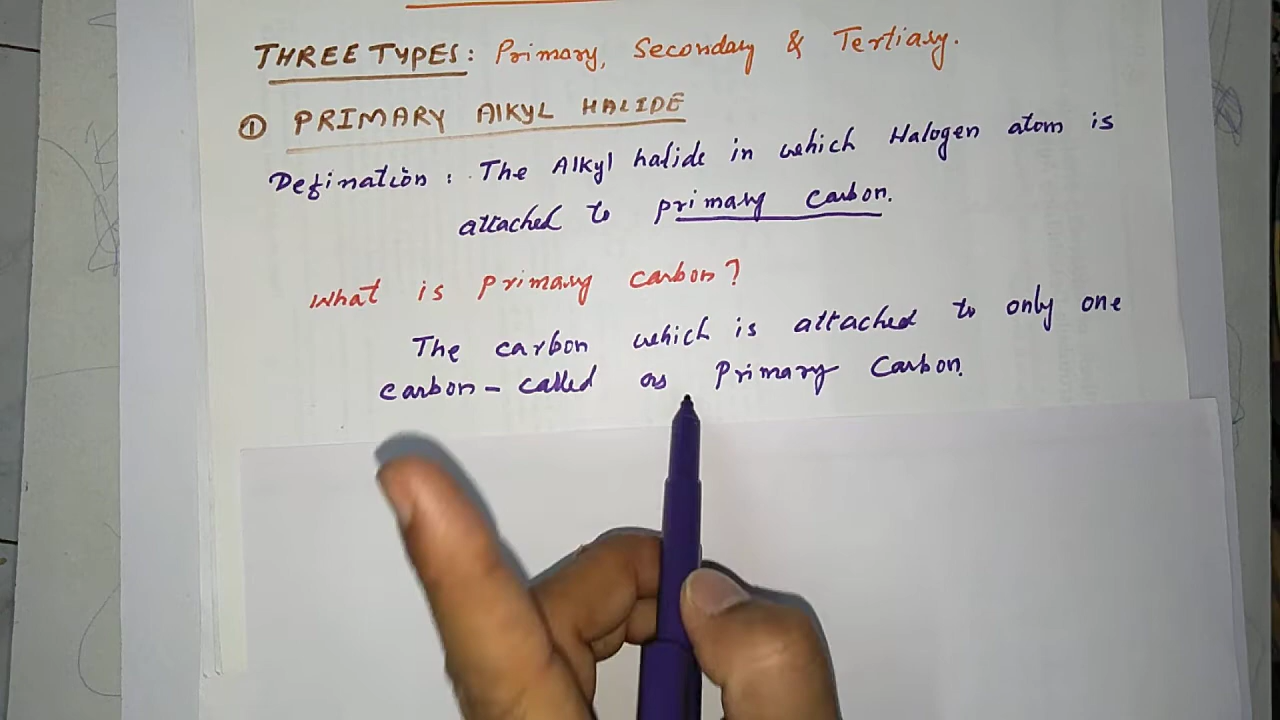 THREE TYPES: Primary, Secondary & Tertiary.
① PRIMARY AlKYL HALIDE
Defination: The Alkyl halide in which Halogen atom is
attached to primary carbon.
What is primary carbon?
The carbon which is attached to only one
carbon - called as Primary Carbon.